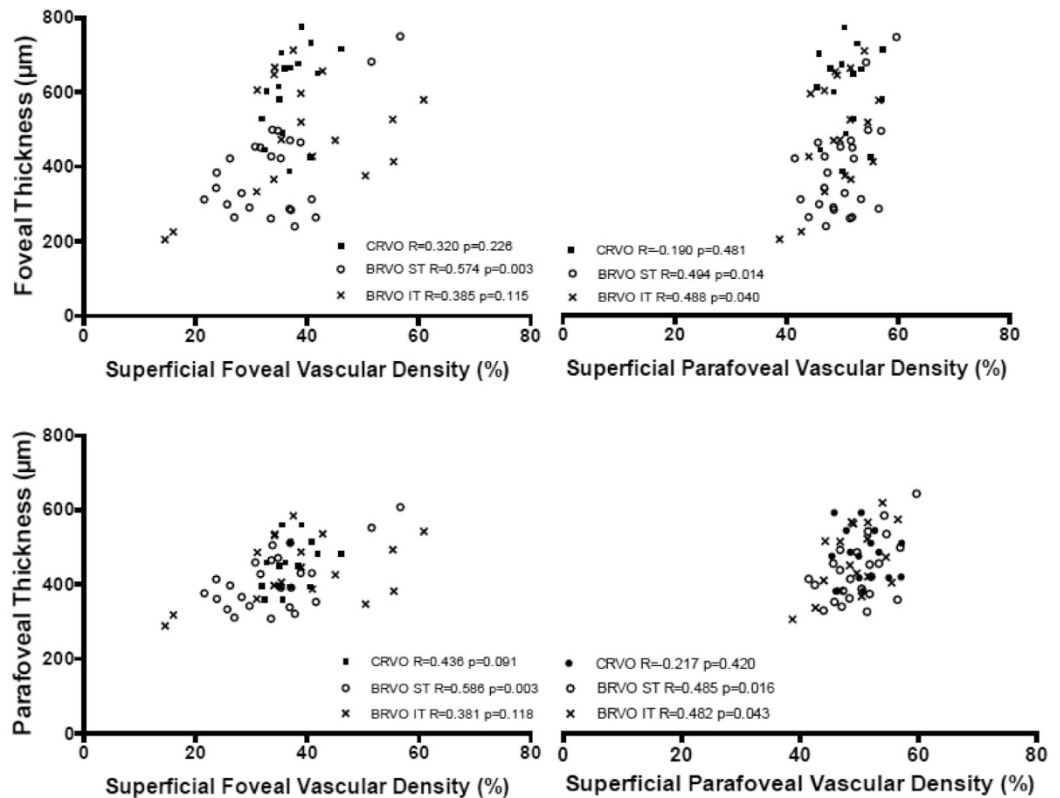 Foveal Thickness (µm)
800
600
400
200
0
0 20 40 60 80
CRVO R=0.320 p=0.226
BRVO ST R=0.574 p=0.003
BRVO IT R=0.385 p=0.115
Superficial Foveal Vascular Density (%)
0 20 40 60 80
CRVO R=-0.190 p=0.481
BRVO ST R=0.494 p=0.014
BRVO IT R=0.488 p=0.040
Superficial Parafoveal Vascular Density (%)
Parafoveal Thickness (µm)
800
600
400
200
0
0 20 40 60 80
CRVO R=0.436 p=0.091
BRVO ST R=0.586 p=0.003
BRVO IT R=0.381 p=0.118
Superficial Foveal Vascular Density (%)
0 20 40 60 80
CRVO R=-0.217 p=0.420
BRVO ST R=0.485 p=0.016
BRVO IT R=0.482 p=0.043
Superficial Parafoveal Vascular Density (%)